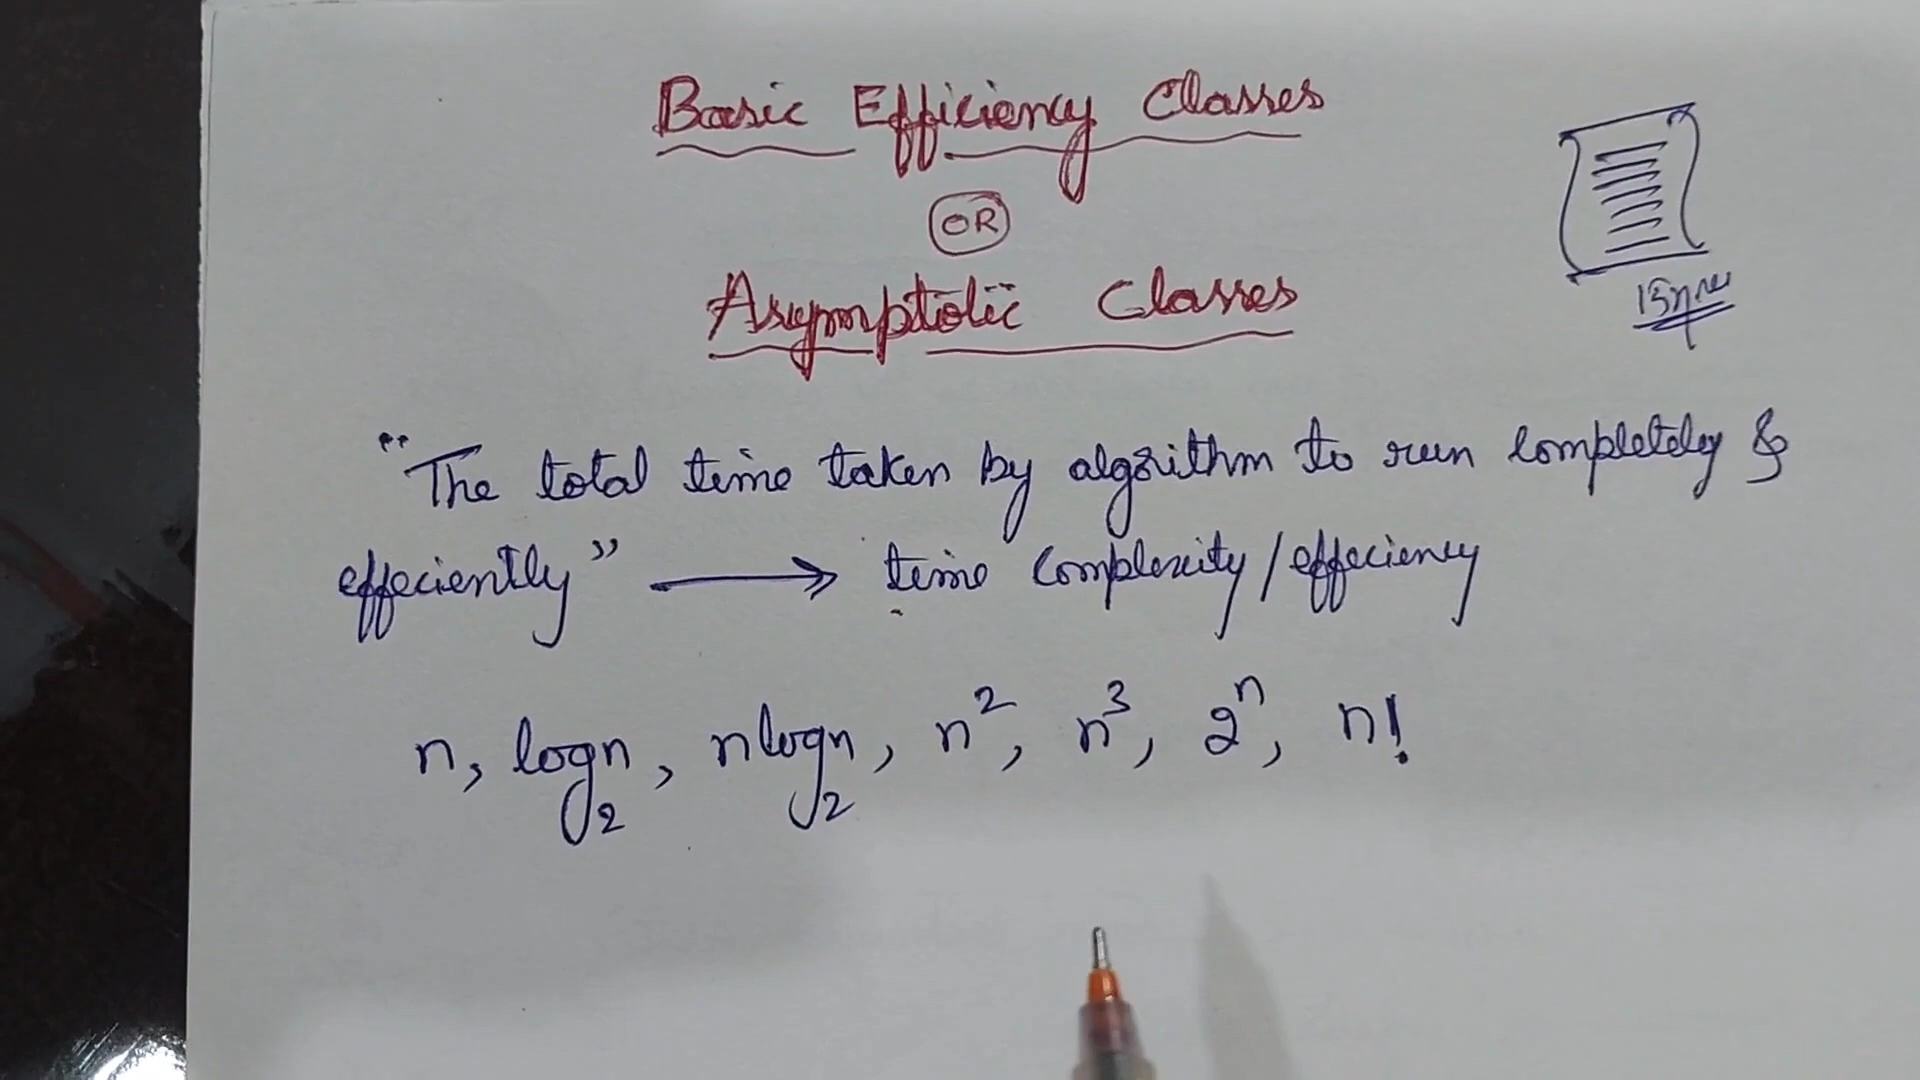 Basic Efficiency Classes
OR
Asymptotic Classes
"The total time taken by algorithm to run completely &
effeciently" → time complexity/effeciency
n, log₂n, nlog₂n, n², n³, 2ⁿ, n!